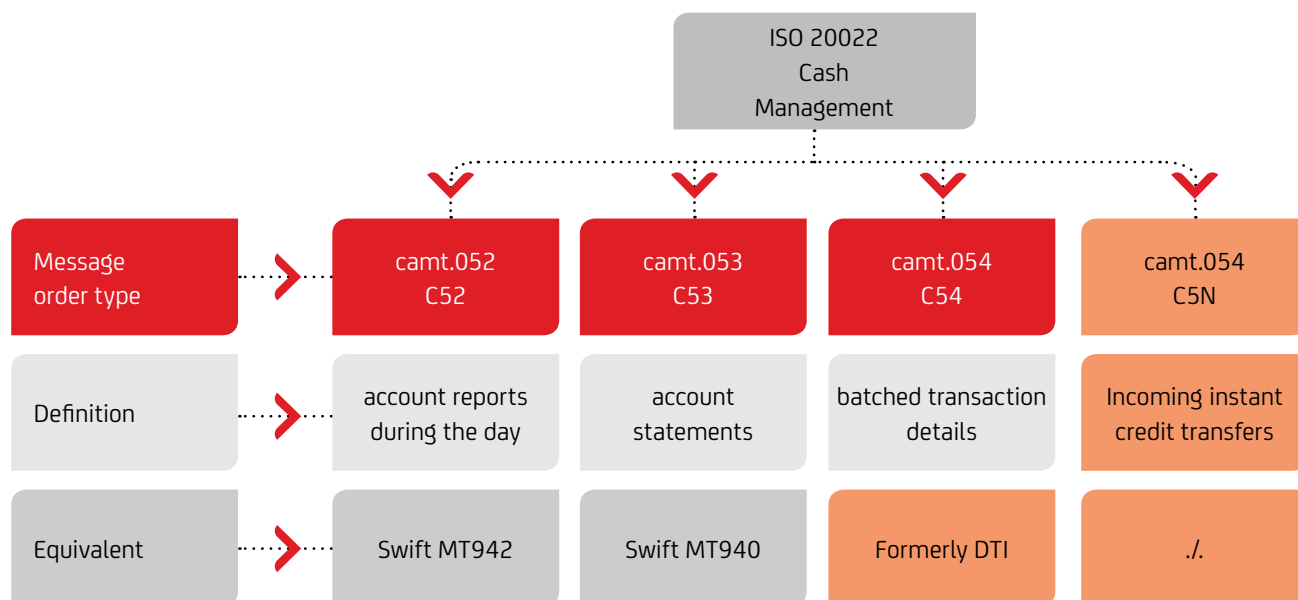 ISO 20022
Cash
Management
Message
order type
camt.052
C52
camt.053
C53
camt.054
C54
camt.054
C5N
Definition
account reports
during the day
account
statements
batched transaction
details
Incoming instant
credit transfers
Equivalent
Swift MT942
Swift MT940
Formerly DTI
./.